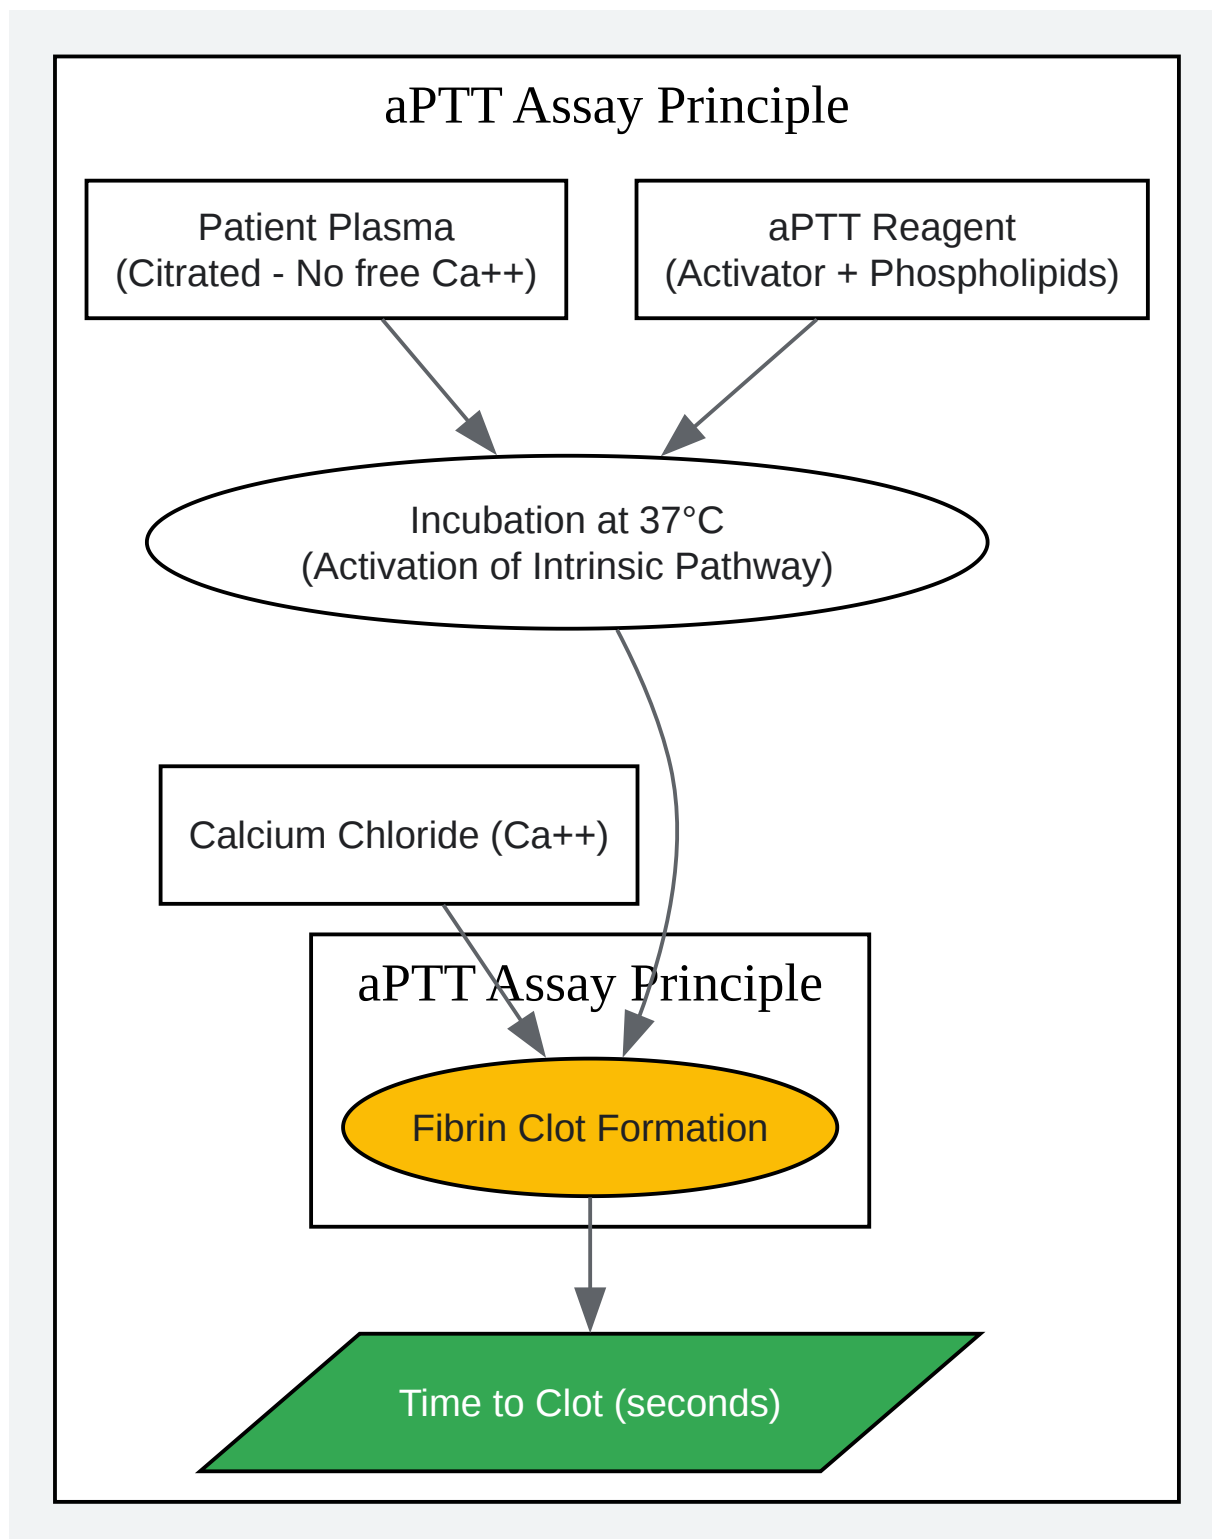 aPTT Assay Principle
Patient Plasma
(Citrated - No free Ca++)
aPTT Reagent
(Activator + Phospholipids)
Incubation at 37°C
(Activation of Intrinsic Pathway)
Calcium Chloride (Ca++)
aPTT Assay Principle
Fibrin Clot Formation
Time to Clot (seconds)